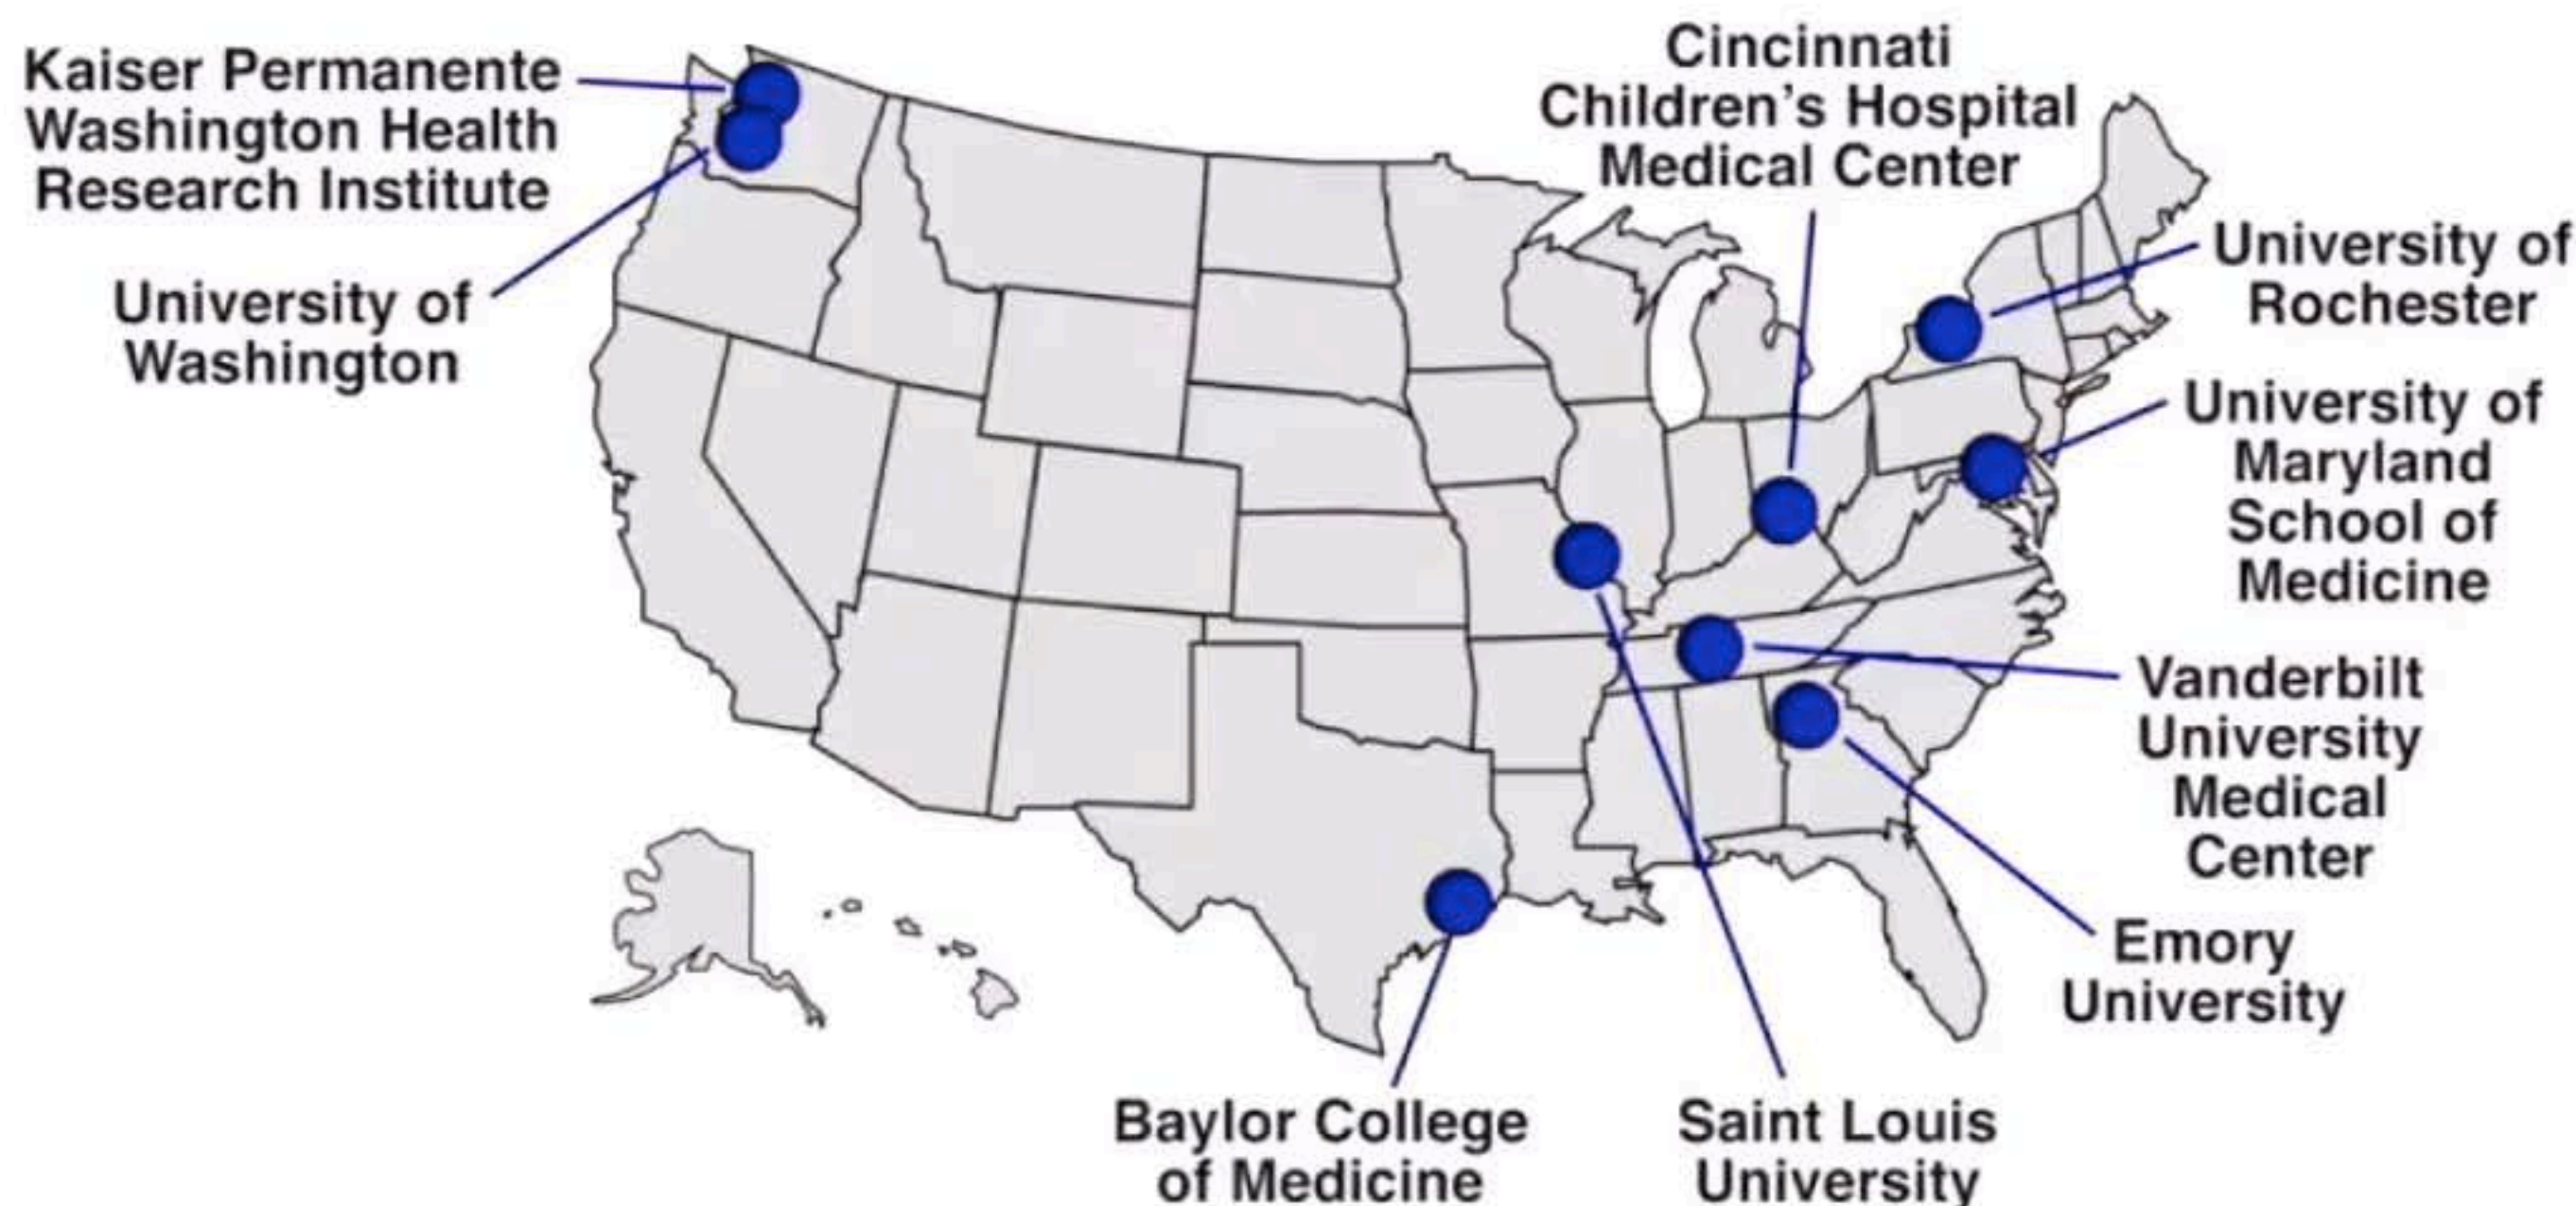 Kaiser Permanente
Washington Health
Research Institute
University of
Washington
Cincinnati
Children's Hospital
Medical Center
University of
Rochester
University of
Maryland
School of
Medicine
Vanderbilt
University
Medical
Center
Emory
University
Baylor College
of Medicine
Saint Louis
University